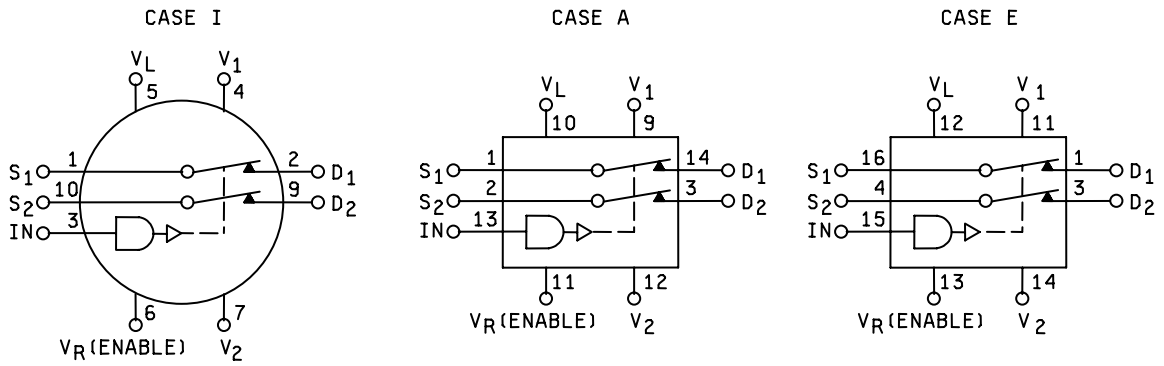 CASE I
VL V1
5 4
S1 1 2 D1
S2 10 9 D2
IN 3
6 7
VR (ENABLE) V2
CASE A
VL V1
10 9
S1 1 14 D1
S2 2 3 D2
IN 13
11 12
VR (ENABLE) V2
CASE E
VL V1
12 11
S1 16 1 D1
S2 4 3 D2
IN 15
13 14
VR (ENABLE) V2